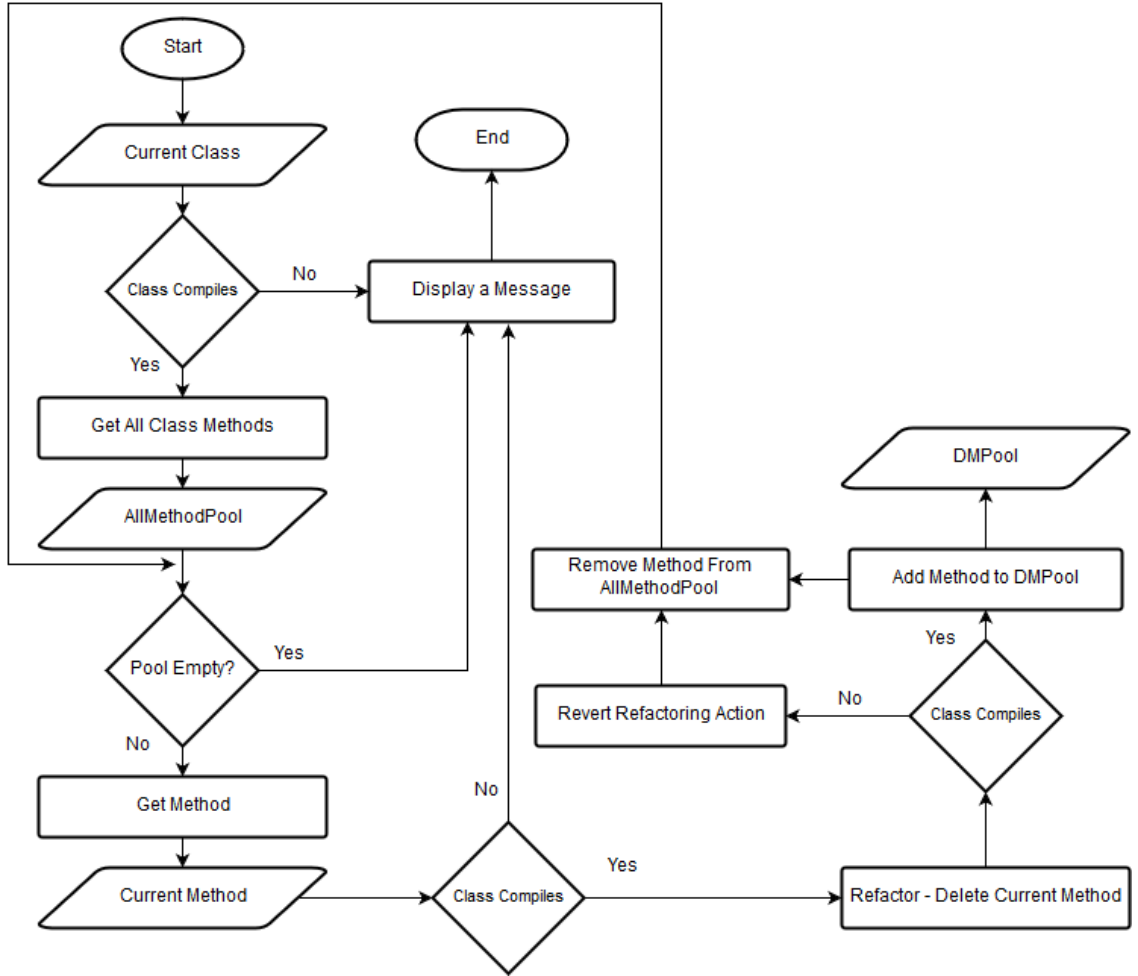 Start
Current Class
End
Class Compiles
No
Display a Message
Yes
Get All Class Methods
AllMethodPool
DMPool
Remove Method From
AllMethodPool
Add Method to DMPool
Yes
Pool Empty?
Yes
No
Revert Refactoring Action
No
Class Compiles
Get Method
No
Current Method
Class Compiles
Yes
Refactor - Delete Current Method